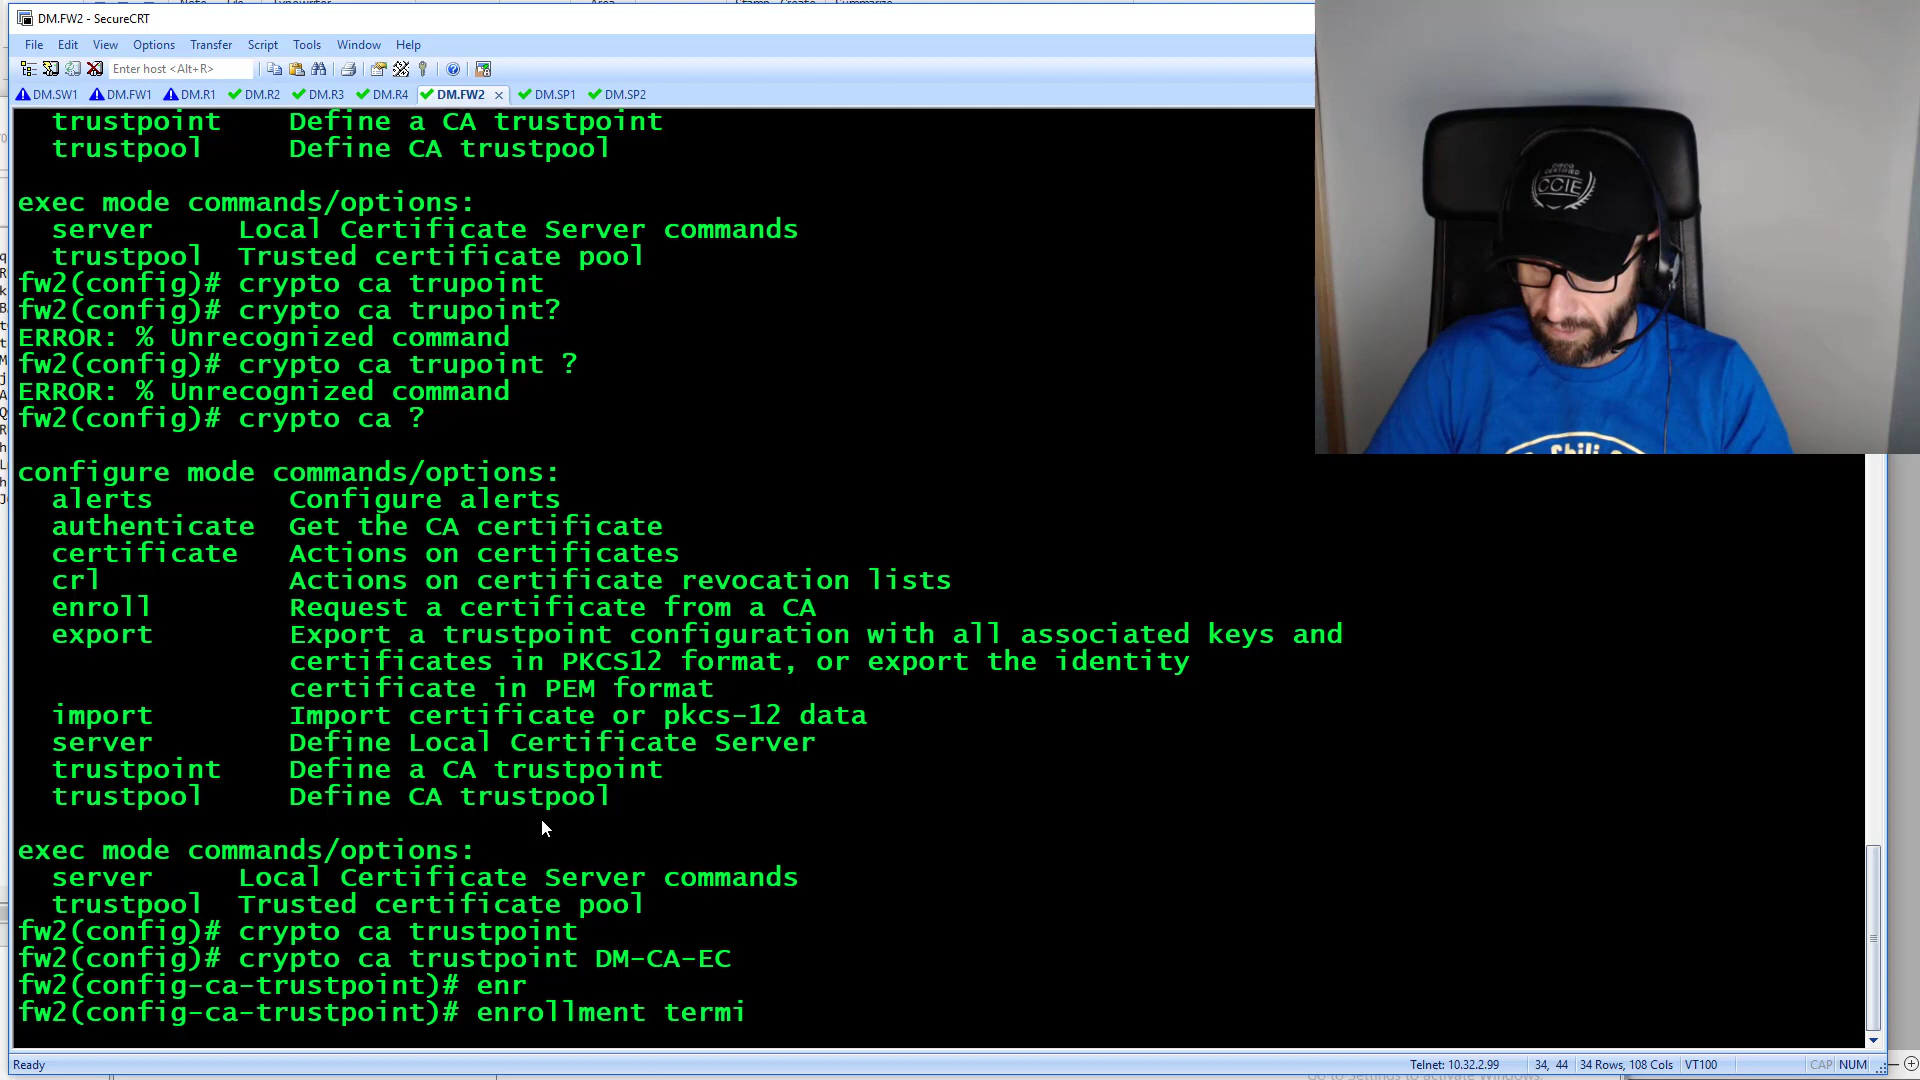 DM.FW2 - SecureCRT
File Edit View Options Transfer Script Tools Window Help
Enter host <Alt+R>
DM.SW1 DM.FW1 DM.R1 DM.R2 DM.R3 DM.R4 DM.FW2 DM.SP1 DM.SP2
trustpoint Define a CA trustpoint
trustpool Define CA trustpool
exec mode commands/options:
server Local Certificate Server commands
trustpool Trusted certificate pool
fw2(config)# crypto ca trupoint
fw2(config)# crypto ca trupoint?
ERROR: % Unrecognized command
fw2(config)# crypto ca trupoint ?
ERROR: % Unrecognized command
fw2(config)# crypto ca ?
configure mode commands/options:
alerts Configure alerts
authenticate Get the CA certificate
certificate Actions on certificates
crl Actions on certificate revocation lists
enroll Request a certificate from a CA
export Export a trustpoint configuration with all associated keys and
certificates in PKCS12 format, or export the identity
certificate in PEM format
import Import certificate or pkcs-12 data
server Define Local Certificate Server
trustpoint Define a CA trustpoint
trustpool Define CA trustpool
exec mode commands/options:
server Local Certificate Server commands
trustpool Trusted certificate pool
fw2(config)# crypto ca trustpoint
fw2(config)# crypto ca trustpoint DM-CA-EC
fw2(config-ca-trustpoint)# enr
fw2(config-ca-trustpoint)# enrollment termi
Ready Telnet: 10.32.2.99 34, 44 34 Rows, 108 Cols VT100 CAP NUM
CISCO
CERTIFIED
CCIE